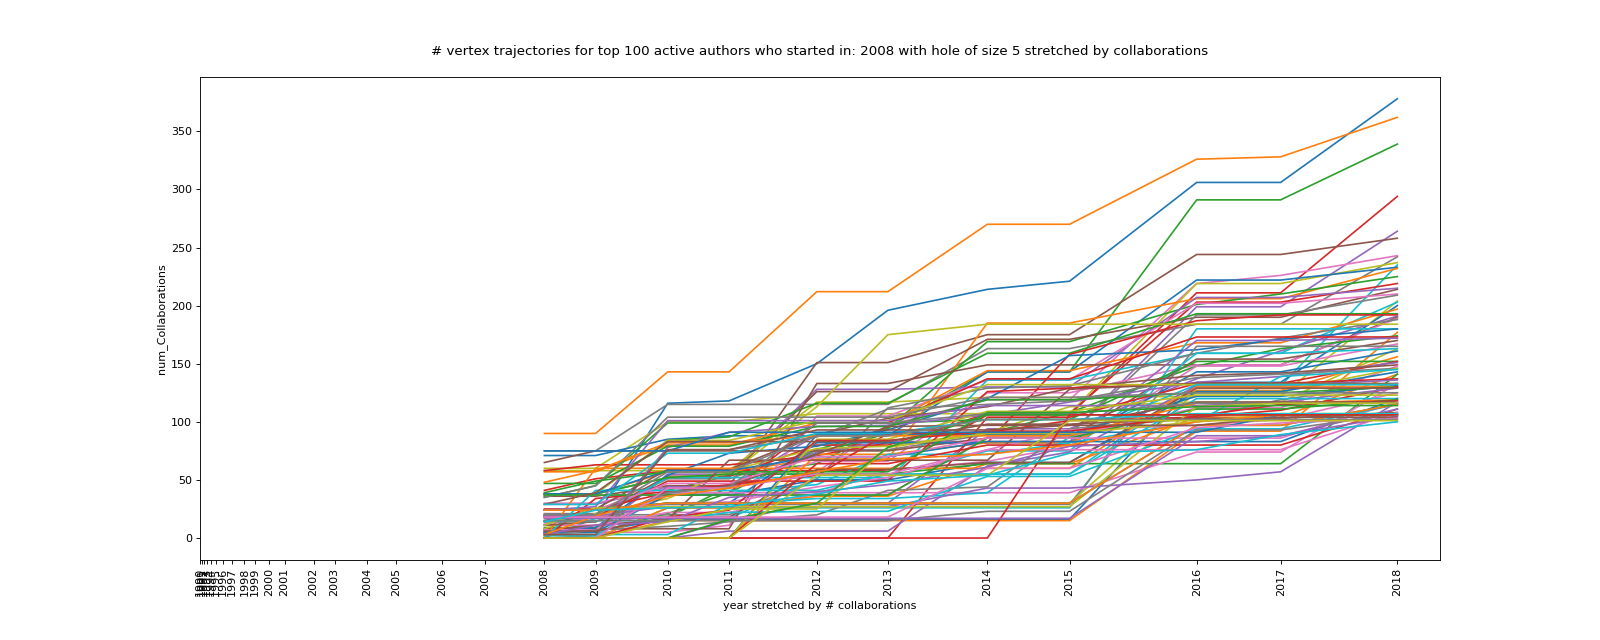 # vertex trajectories for top 100 active authors who started in: 2008 with hole of size 5 stretched by collaborations
num_Collaborations
350
300
250
200
150
100
50
0
1996 1997 1998 1999 2000 2001 2002 2003 2004 2005 2006 2007 2008 2009 2010 2011 2012 2013 2014 2015 2016 2017 2018
year stretched by # collaborations